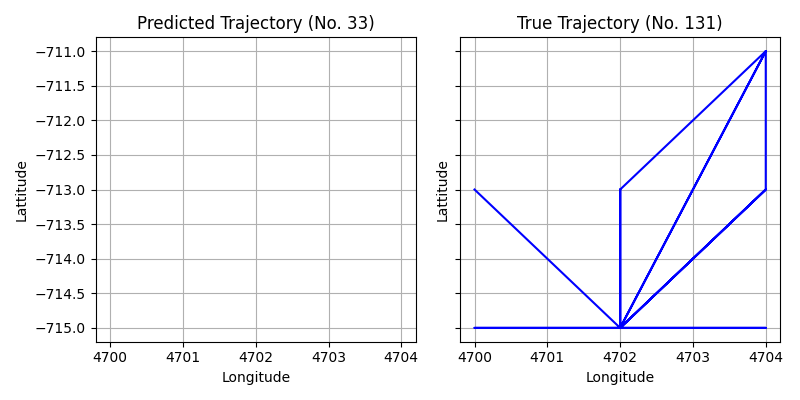 Predicted Trajectory (No. 33)
−711.0
−711.5
−712.0
−712.5
−713.0
−713.5
−714.0
−714.5
−715.0
Lattitude
4700 4701 4702 4703 4704
Longitude
True Trajectory (No. 131)
Lattitude
4700 4701 4702 4703 4704
Longitude